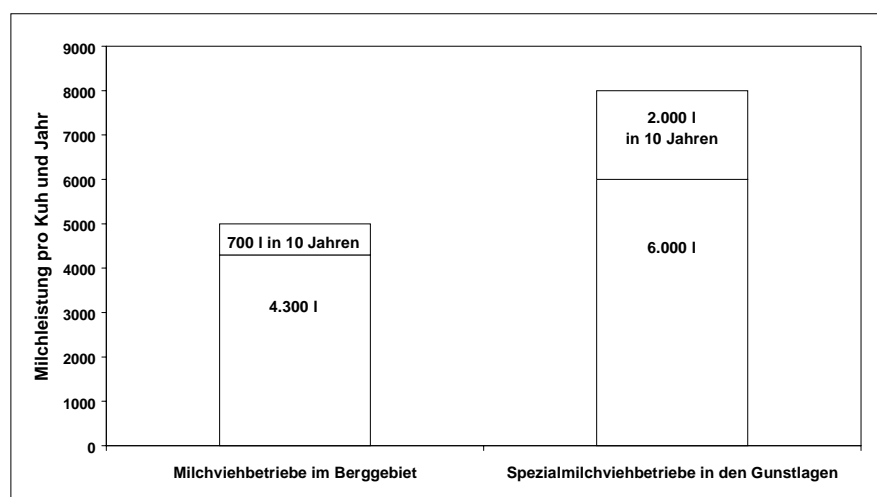 Milchleistung pro Kuh und Jahr
9000
8000
7000
6000
5000
4000
3000
2000
1000
0
700 l in 10 Jahren
4.300 l
2.000 l
in 10 Jahren
6.000 l
Milchviehbetriebe im Berggebiet
Spezialmilchviehbetriebe in den Gunstlagen